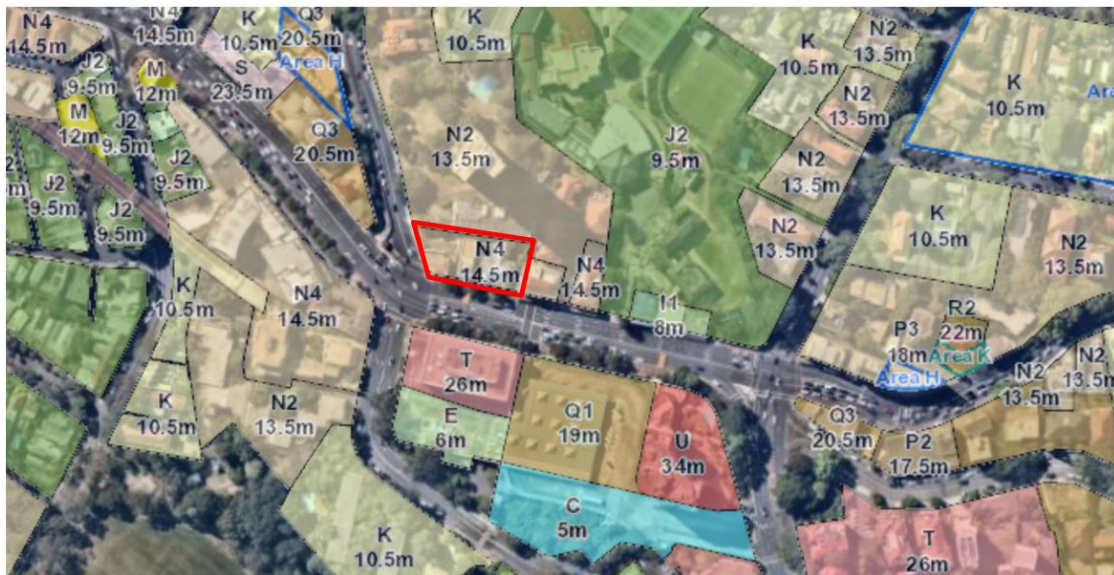 N4
14.5m
N4
14.5m
K
10.5m
Q3
20.5m
Area H
S
23.5m
K
10.5m
K
10.5m
N2
13.5m
J2
9.5m
M
12m
M
12m
J2
9.5m
J2
9.5m
Q3
20.5m
N2
13.5m
J2
9.5m
N2
13.5m
K
10.5m
N2
13.5m
J2
J2
9.5m
N4
14.5m
N4
14.5m
N2
13.5m
K
10.5m
N2
13.5m
K
10.5m
N4
14.5m
I1
8m
P3
18m
Area H
R2
22m
Area K
N2
13.5m
N2
13.5m
T
26m
E
6m
Q1
19m
U
34m
K
10.5m
N2
13.5m
Q3
20.5m
P2
17.5m
C
5m
K
10.5m
T
26m